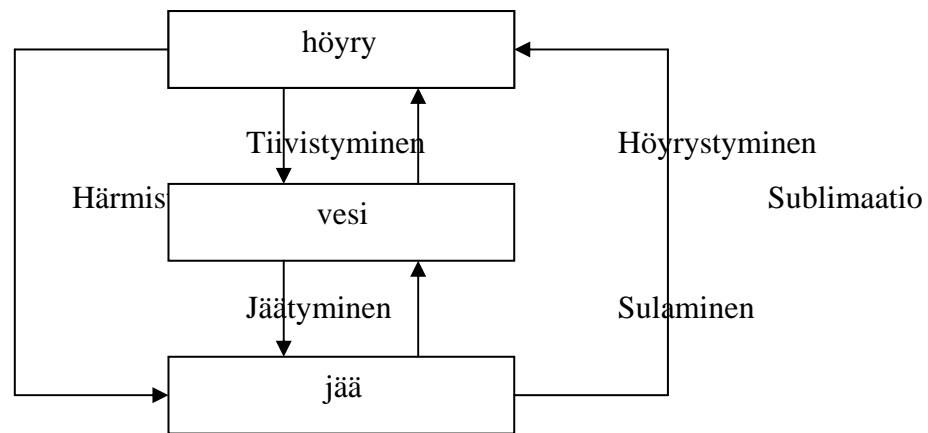 höyry
Tiivistyminen Höyrystyminen
Sublimaatio
vesi
Jäätyminen Sulaminen
jää